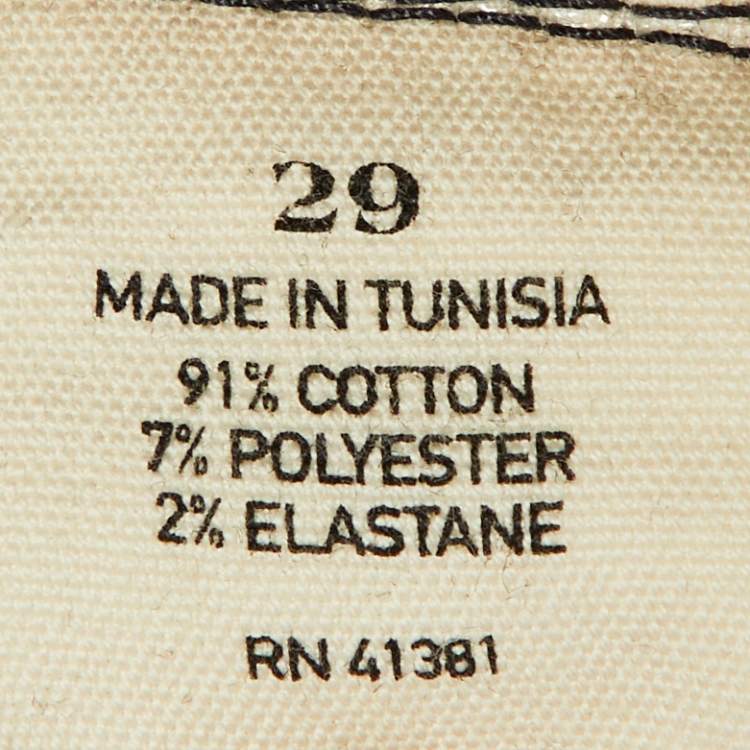 29
MADE IN TUNISIA
91% COTTON
7% POLYESTER
2% ELASTANE
RN 41381